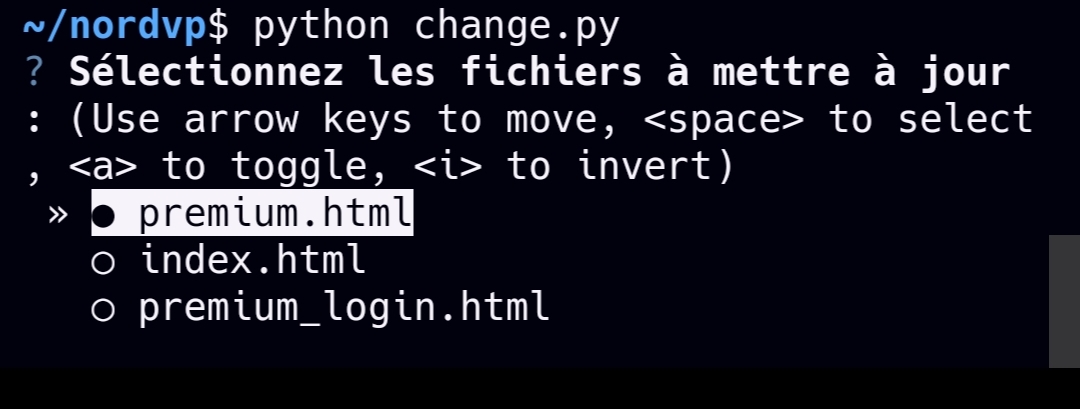 ~/nordvp$ python change.py
? Sélectionnez les fichiers à mettre à jour
: (Use arrow keys to move, <space> to select
, <a> to toggle, <i> to invert)
» ● premium.html
○ index.html
○ premium_login.html